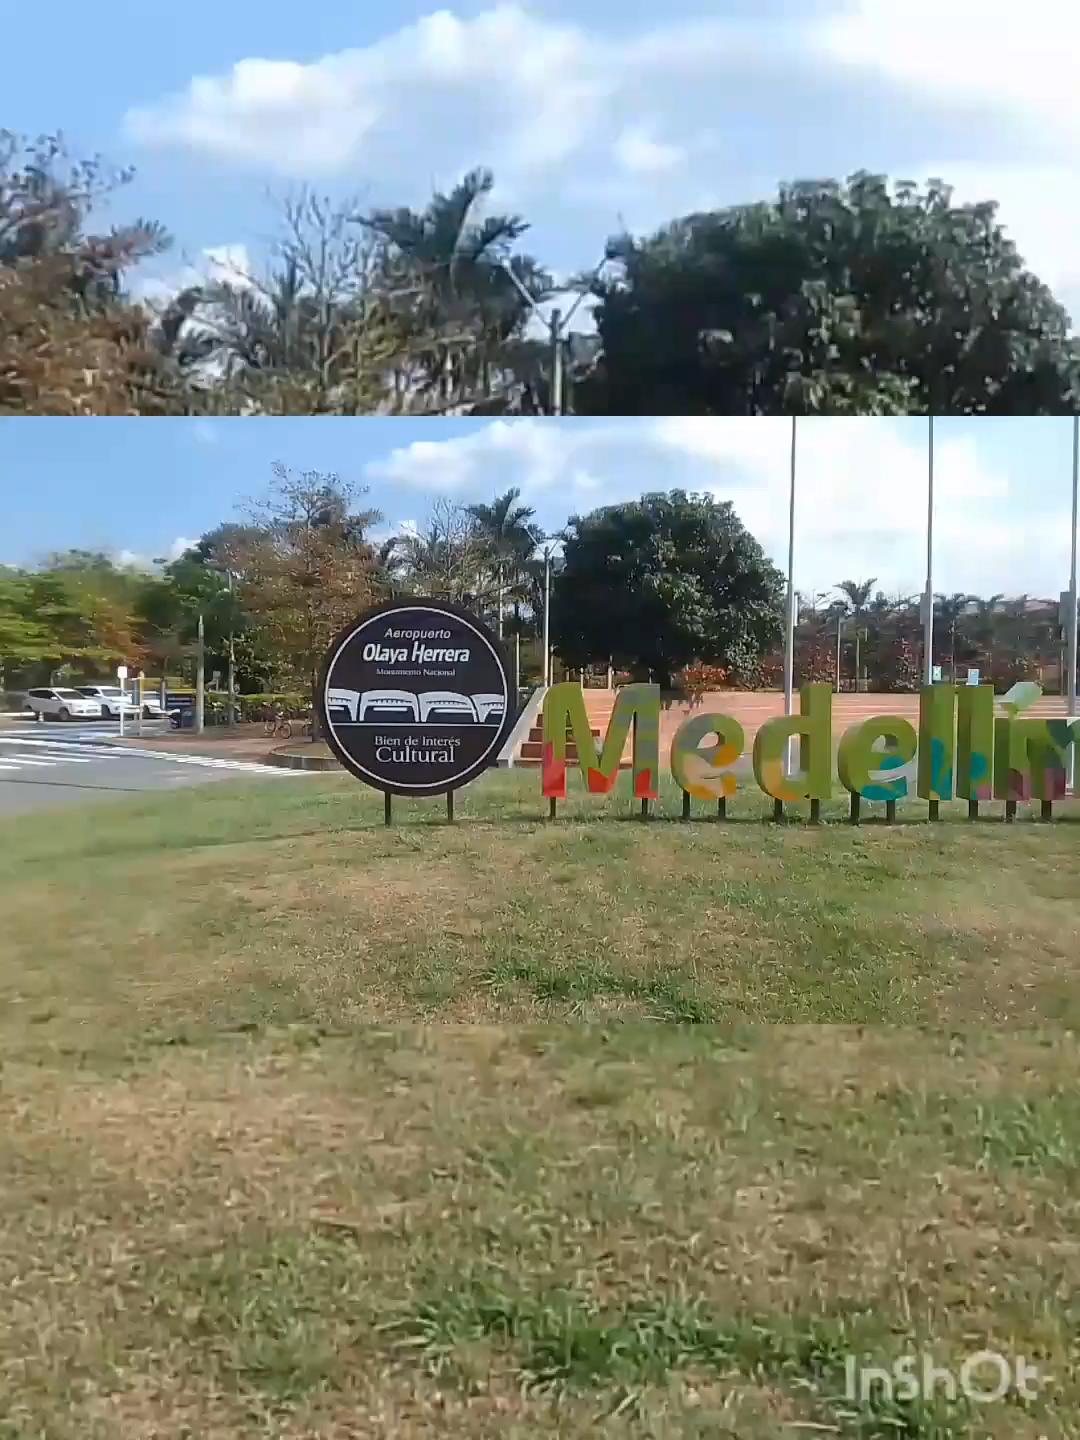 Aeropuerto
Olaya Herrera
Monumento Nacional
Bien de Interés
Cultural
Medellín
InShOt